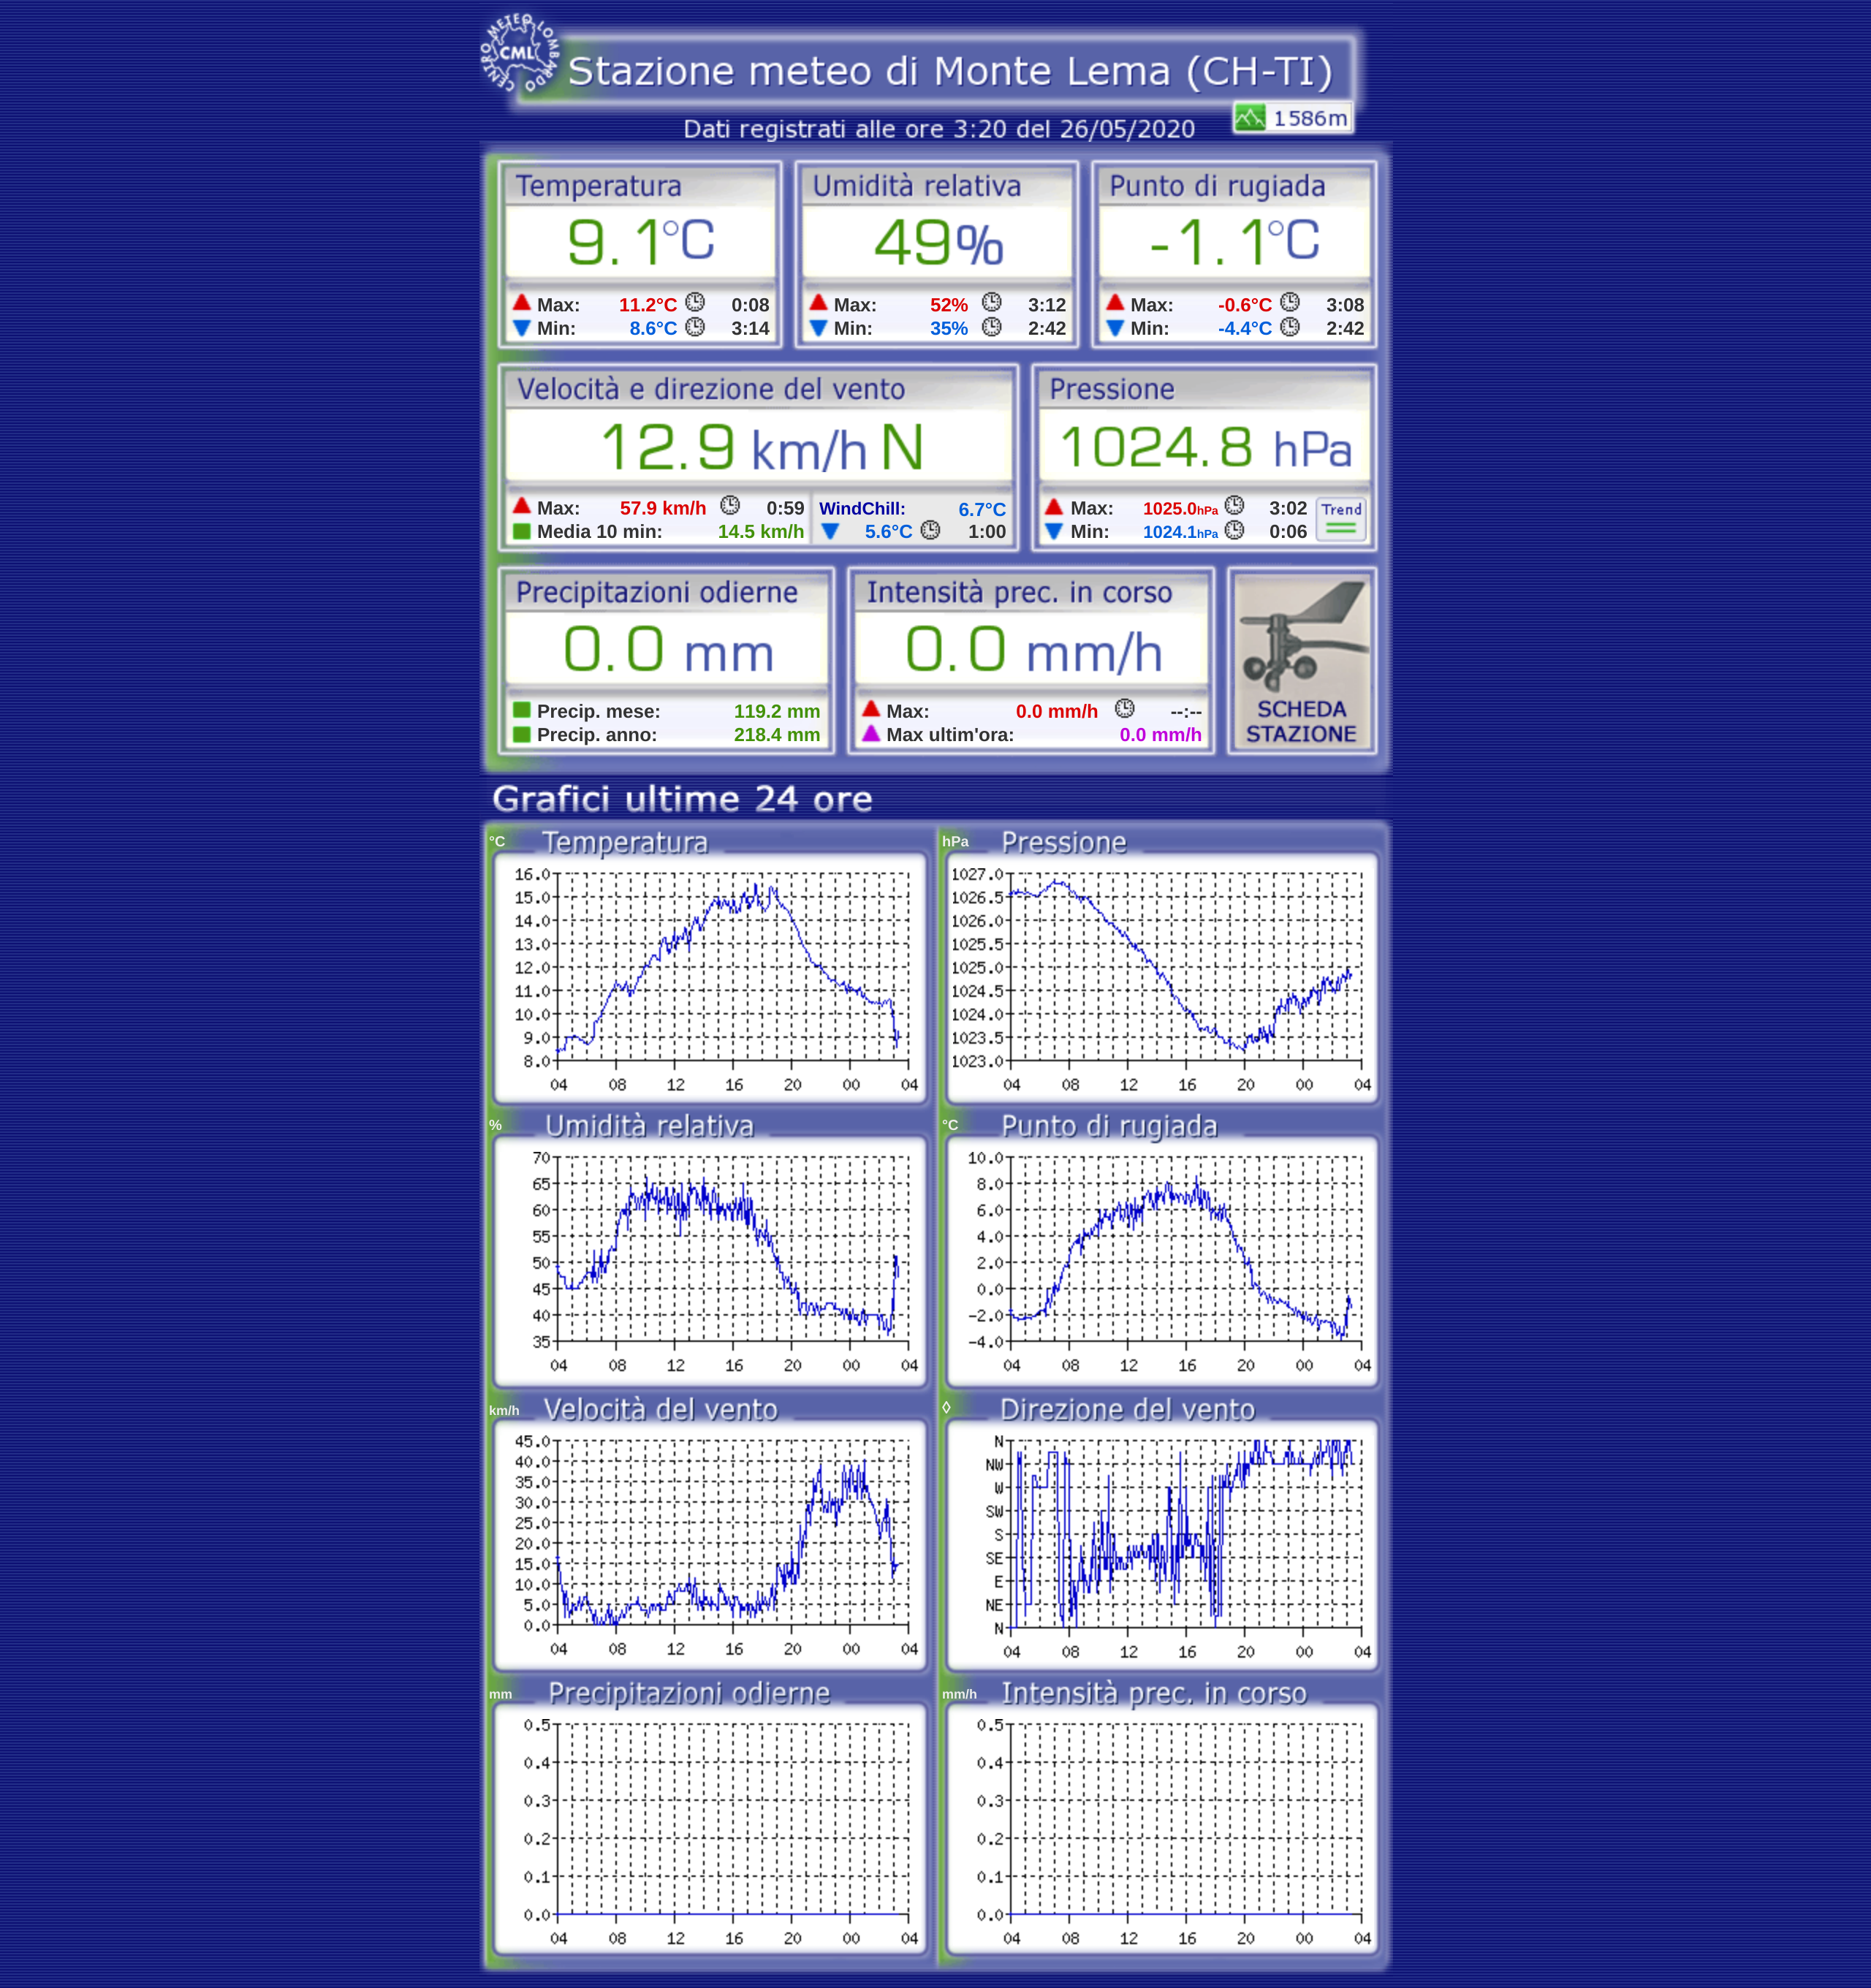 CENTRO METEO LOMBARDO
CML
Stazione meteo di Monte Lema (CH-TI)
Dati registrati alle ore 3:20 del 26/05/2020
1586m
Temperatura
9.1°C
Max: 11.2°C 0:08
Min: 8.6°C 3:14
Umidità relativa
49%
Max: 52% 3:12
Min: 35% 2:42
Punto di rugiada
-1.1°C
Max: -0.6°C 3:08
Min: -4.4°C 2:42
Velocità e direzione del vento
12.9 km/h N
Max: 57.9 km/h 0:59
Media 10 min: 14.5 km/h
WindChill: 6.7°C
5.6°C 1:00
Pressione
1024.8 hPa
Max: 1025.0hPa 3:02
Min: 1024.1hPa 0:06
Trend
Precipitazioni odierne
0.0 mm
Precip. mese: 119.2 mm
Precip. anno: 218.4 mm
Intensità prec. in corso
0.0 mm/h
Max: 0.0 mm/h --:--
Max ultim'ora: 0.0 mm/h
SCHEDA
STAZIONE
Grafici ultime 24 ore
°C Temperatura
16.0
15.0
14.0
13.0
12.0
11.0
10.0
9.0
8.0
04 08 12 16 20 00 04
hPa Pressione
1027.0
1026.5
1026.0
1025.5
1025.0
1024.5
1024.0
1023.5
1023.0
04 08 12 16 20 00 04
% Umidità relativa
70
65
60
55
50
45
40
35
04 08 12 16 20 00 04
°C Punto di rugiada
10.0
8.0
6.0
4.0
2.0
0.0
-2.0
-4.0
04 08 12 16 20 00 04
km/h Velocità del vento
45.0
40.0
35.0
30.0
25.0
20.0
15.0
10.0
5.0
0.0
04 08 12 16 20 00 04
◊ Direzione del vento
N
NW
W
SW
S
SE
E
NE
N
04 08 12 16 20 00 04
mm Precipitazioni odierne
0.5
0.4
0.3
0.2
0.1
0.0
04 08 12 16 20 00 04
mm/h Intensità prec. in corso
0.5
0.4
0.3
0.2
0.1
0.0
04 08 12 16 20 00 04